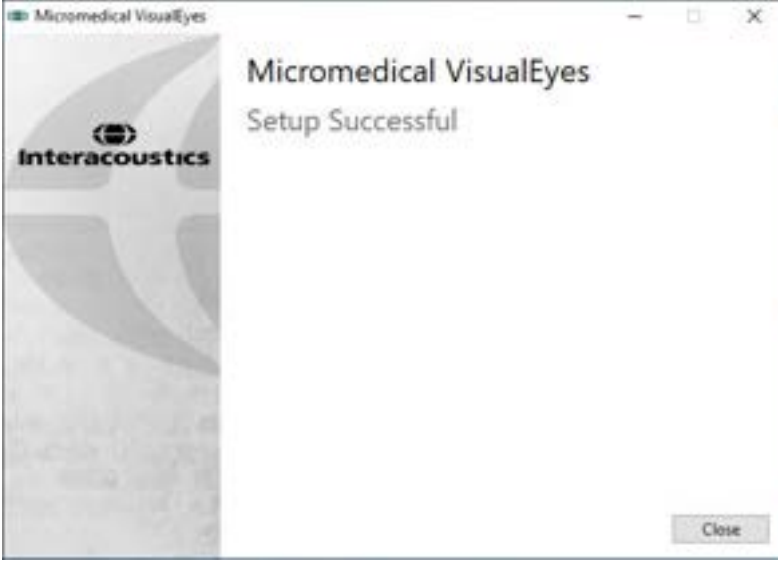 Micromedical VisualEyes
Micromedical VisualEyes
Setup Successful
Interacoustics
Close